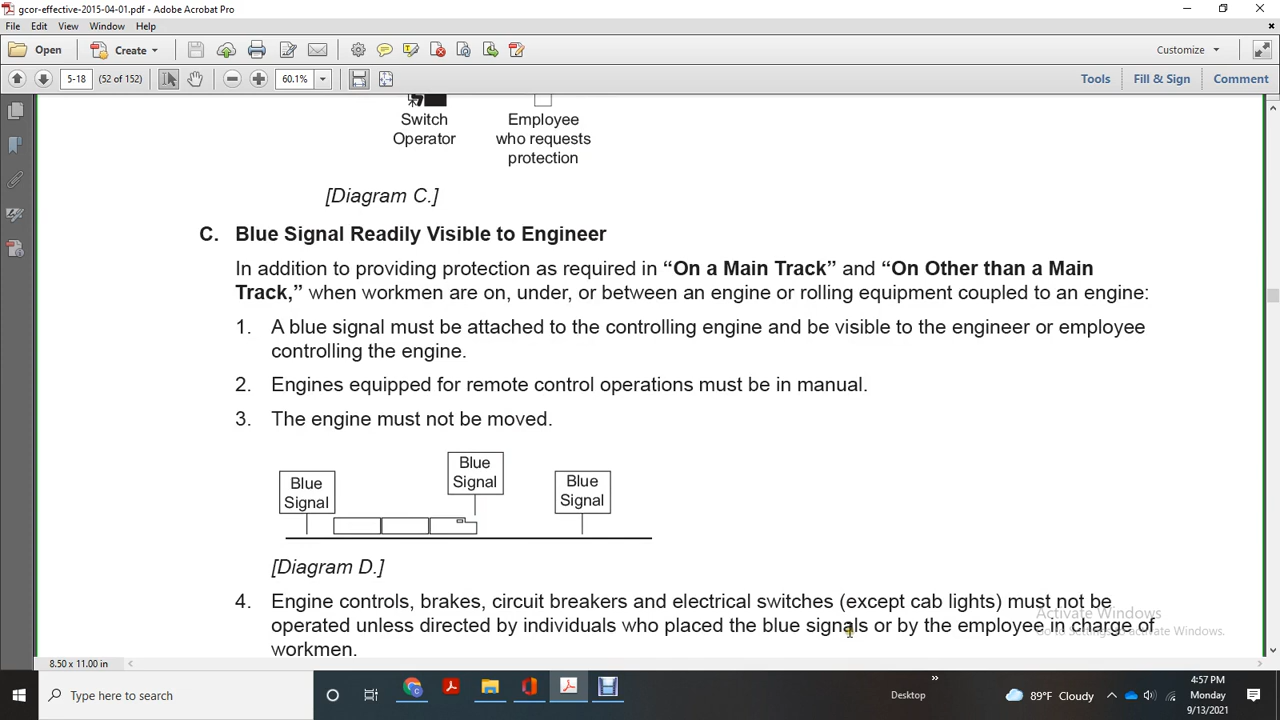 gcor-effective-2015-04-01.pdf - Adobe Acrobat Pro
File Edit View Window Help
Open Create Customize
5-18 (52 of 152) 60.1% Tools Fill & Sign Comment
Switch Operator
Employee who requests protection
[Diagram C.]
C. Blue Signal Readily Visible to Engineer
In addition to providing protection as required in “On a Main Track” and “On Other than a Main
Track,” when workmen are on, under, or between an engine or rolling equipment coupled to an engine:
1. A blue signal must be attached to the controlling engine and be visible to the engineer or employee
controlling the engine.
2. Engines equipped for remote control operations must be in manual.
3. The engine must not be moved.
Blue Signal
Blue Signal
Blue Signal
[Diagram D.]
4. Engine controls, brakes, circuit breakers and electrical switches (except cab lights) must not be
operated unless directed by individuals who placed the blue signals or by the employee in charge of
workmen.
Activate Windows
Go to Settings to activate Windows.
8.50 x 11.00 in
Type here to search
Desktop
89°F Cloudy
4:57 PM
Monday
9/13/2021